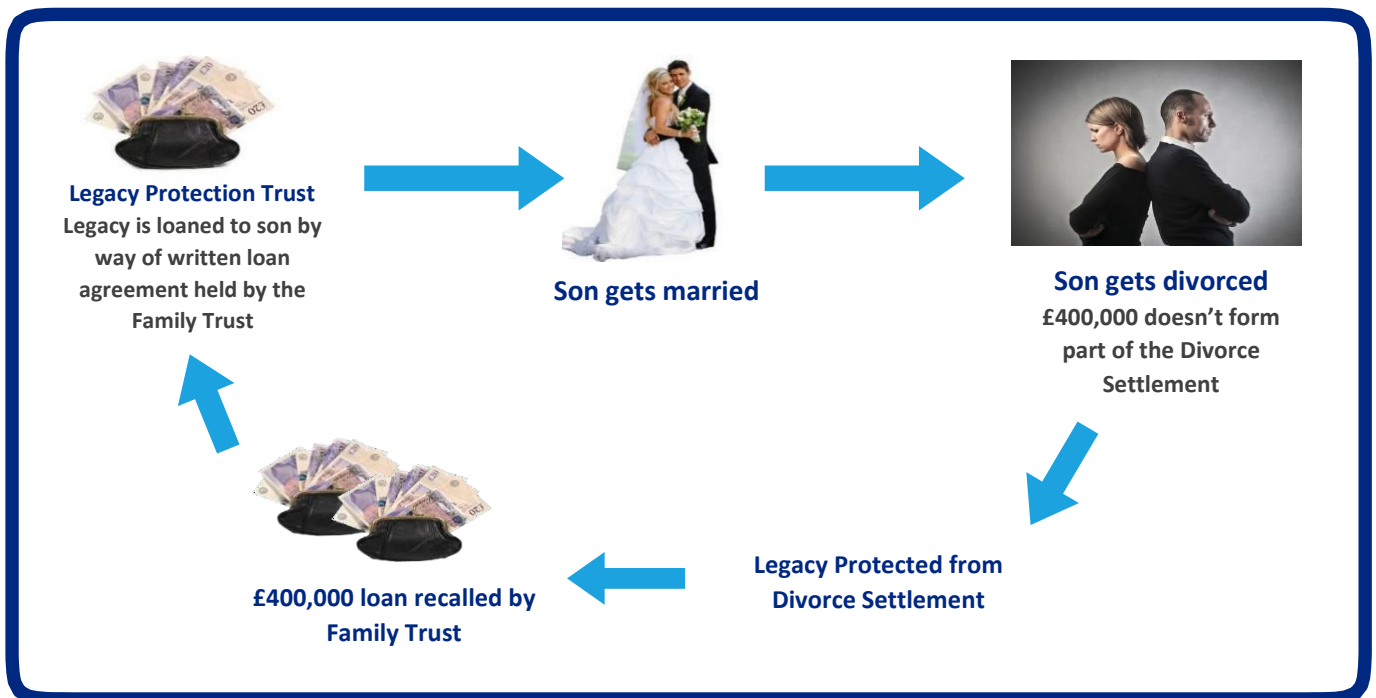 Legacy Protection Trust
Legacy is loaned to son by
way of written loan
agreement held by the
Family Trust
Son gets married
Son gets divorced
£400,000 doesn’t form
part of the Divorce
Settlement
Legacy Protected from
Divorce Settlement
£400,000 loan recalled by
Family Trust